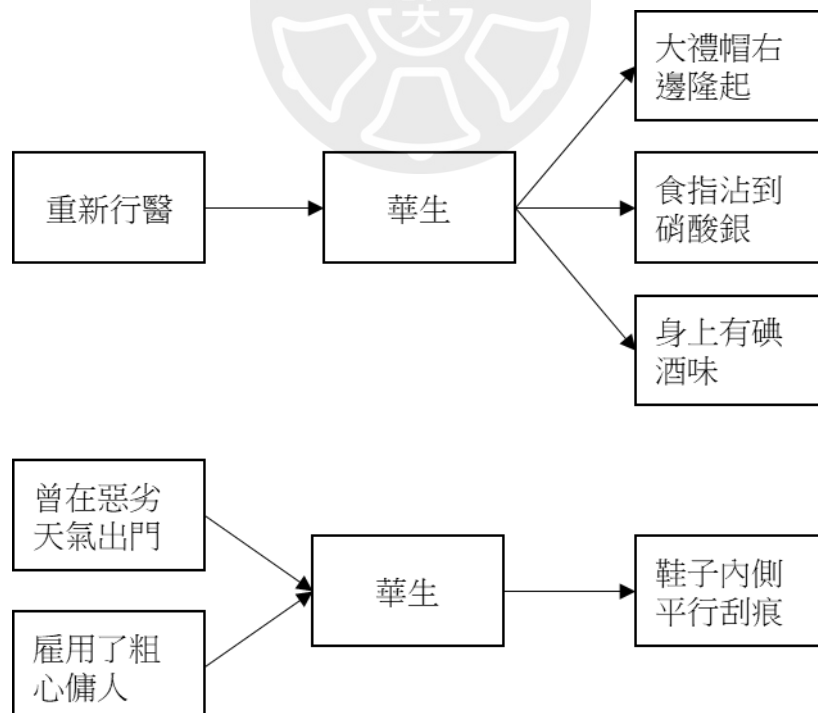 大
大禮帽右
邊隆起
重新行醫
華生
食指沾到
硝酸銀
身上有碘
酒味
曾在惡劣
天氣出門
華生
鞋子內側
平行刮痕
雇用了粗
心傭人